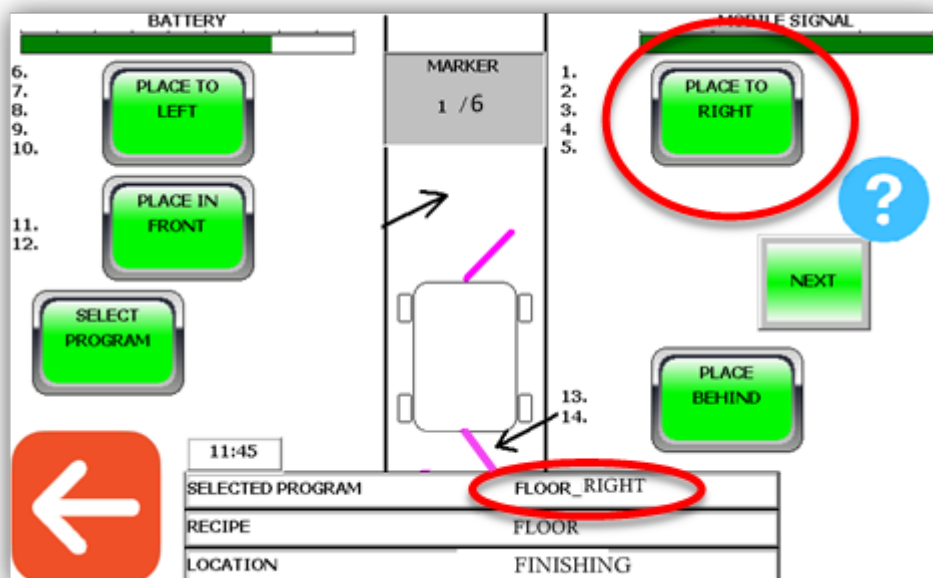 BATTERY
MOBILE SIGNAL
6.
7.
8.
9.
10.
PLACE TO
LEFT
MARKER
1 /6
1.
2.
3.
4.
5.
PLACE TO
RIGHT
?
11.
12.
PLACE IN
FRONT
NEXT
SELECT
PROGRAM
PLACE
BEHIND
13.
14.
11:45
SELECTED PROGRAM FLOOR_RIGHT
RECIPE FLOOR
LOCATION FINISHING